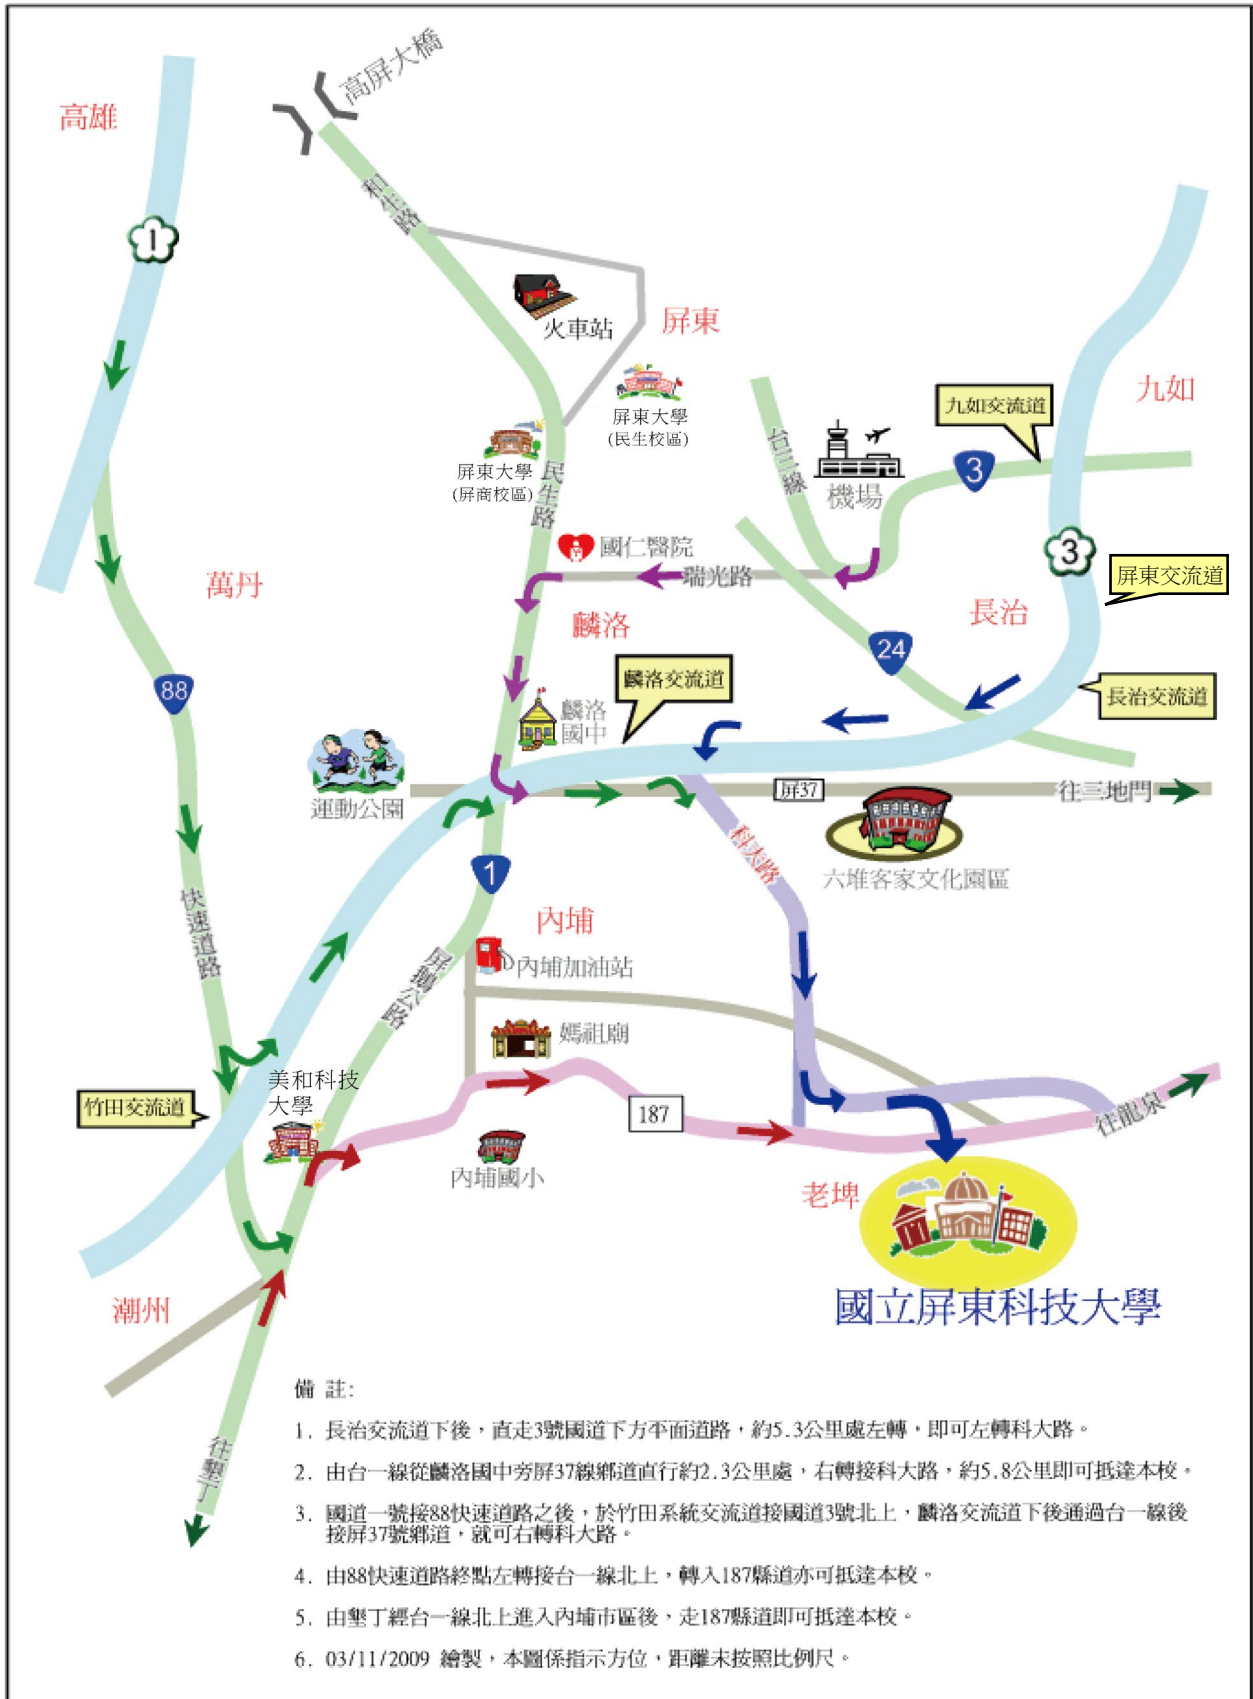 高屏大橋
高雄
1
和生路
火車站
屏東
屏東大學
(民生校區)
九如
九如交流道
台三線
機場
3
屏東大學
(屏商校區)
民生路
國仁醫院
瑞光路
3
屏東交流道
萬丹
麟洛
長治
24
麟洛交流道
88
長治交流道
麟洛
國中
運動公園
屏37
往三地門
科大路
六堆客家文化園區
1
快速道路
內埔
屏鵝公路
內埔加油站
媽祖廟
美和科技
大學
竹田交流道
187
往龍泉
內埔國小
老埤
國立屏東科技大學
潮州
往墾丁
備 註:
1. 長治交流道下後,直走3號國道下方平面道路,約5.3公里處左轉,即可左轉科大路。
2. 由台一線從麟洛國中旁屏37線鄉道直行約2.3公里處,右轉接科大路,約5.8公里即可抵達本校。
3. 國道一號接88快速道路之後,於竹田系統交流道接國道3號北上,麟洛交流道下後通過台一線後
接屏37號鄉道,就可右轉科大路。
4. 由88快速道路終點左轉接台一線北上,轉入187縣道亦可抵達本校。
5. 由墾丁經台一線北上進入內埔市區後、走187縣道即可抵達本校。
6. 03/11/2009 繪製,本圖係指示方位,距離未按照比例尺。